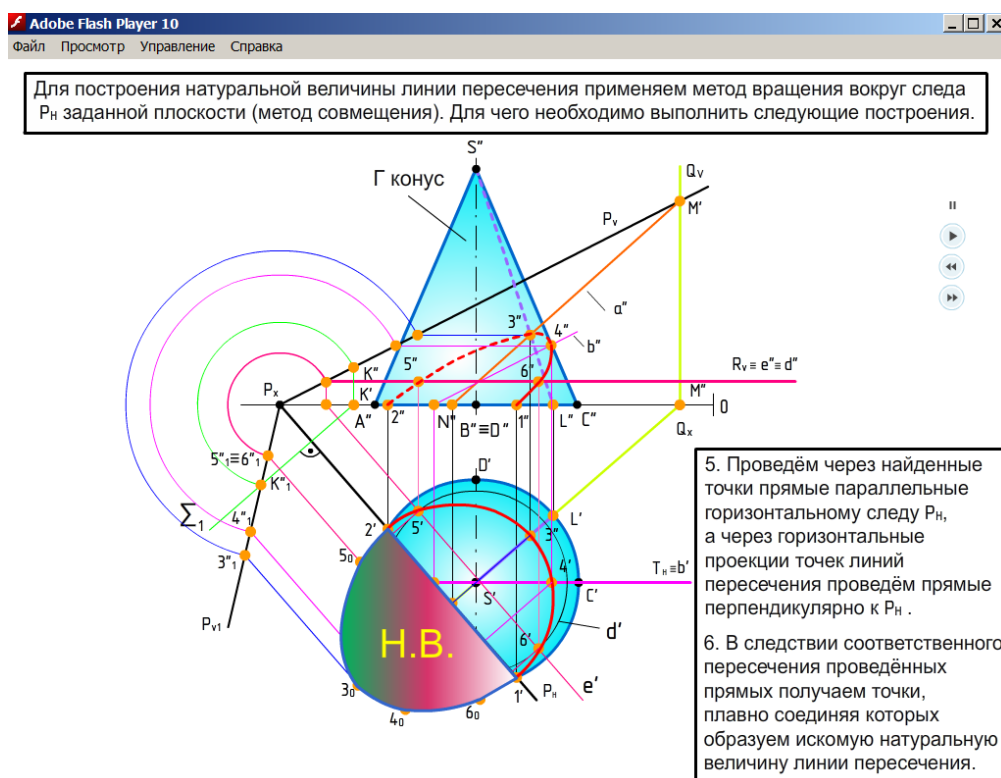 Adobe Flash Player 10
Файл Просмотр Управление Справка
Для построения натуральной величины линии пересечения применяем метод вращения вокруг следа
Pн заданной плоскости (метод совмещения). Для чего необходимо выполнить следующие построения.
S"
Qv
Г конус
M'
Pv
a"
3"
4"
b"
5"
K"
6"
Rv ≡ e" ≡ d"
Px
K'
M"
A"
2"
N"
B"≡D"
1"
L"
C"
0
Qx
5"₁≡6"₁
K"₁
Σ₁
D'
4"₁
2'
5'
L'
3"
3"₁
5₀
4'
Tн ≡ b'
S'
C'
Pv1
Н.В.
6'
d'
3₀
4₀
6₀
1'
Pн
e'
5. Проведём через найденные
точки прямые параллельные
горизонтальному следу Pн,
а через горизонтальные
проекции точек линий
пересечения проведём прямые
перпендикулярно к Pн .
6. В следствии соответственного
пересечения проведённых
прямых получаем точки,
плавно соединяя которых
образуем искомую натуральную
величину линии пересечения.